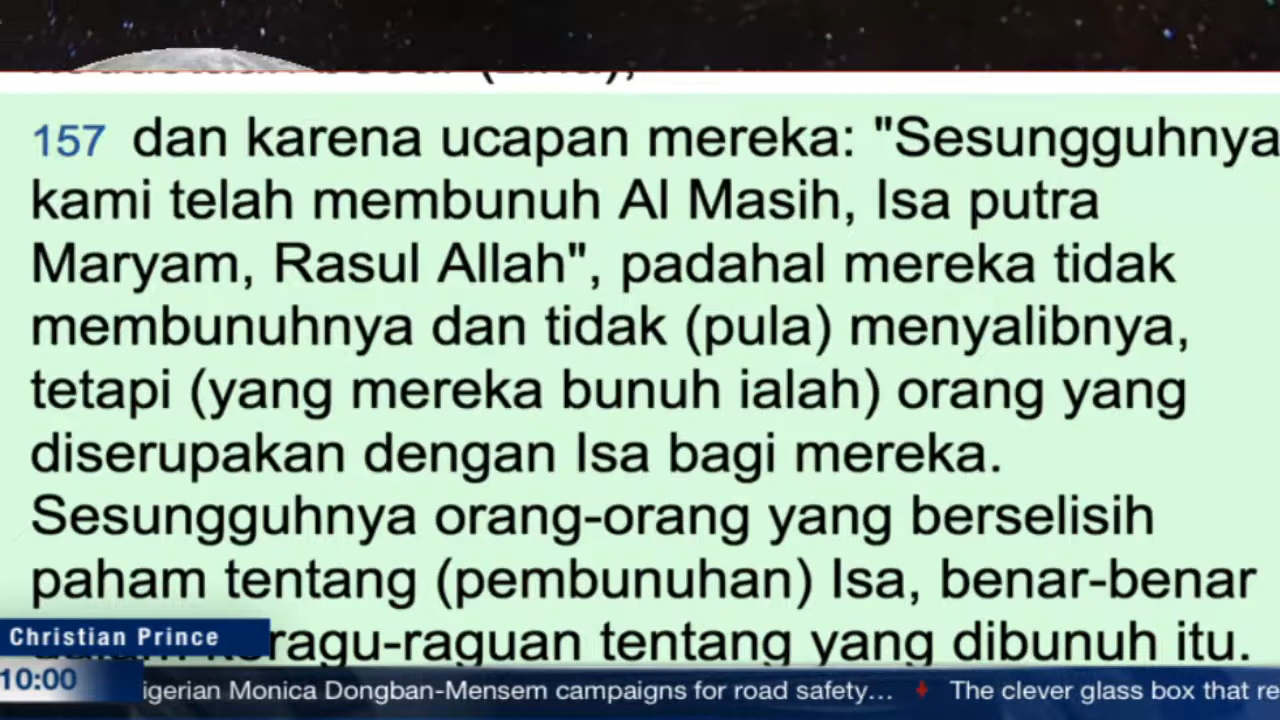 157 dan karena ucapan mereka: "Sesungguhnya
kami telah membunuh Al Masih, Isa putra
Maryam, Rasul Allah", padahal mereka tidak
membunuhnya dan tidak (pula) menyalibnya,
tetapi (yang mereka bunuh ialah) orang yang
diserupakan dengan Isa bagi mereka.
Sesungguhnya orang-orang yang berselisih
paham tentang (pembunuhan) Isa, benar-benar
tentang yang dibunuh itu.
Christian Prince
10:00
igerian Monica Dongban-Mensem campaigns for road safety... The clever glass box that re